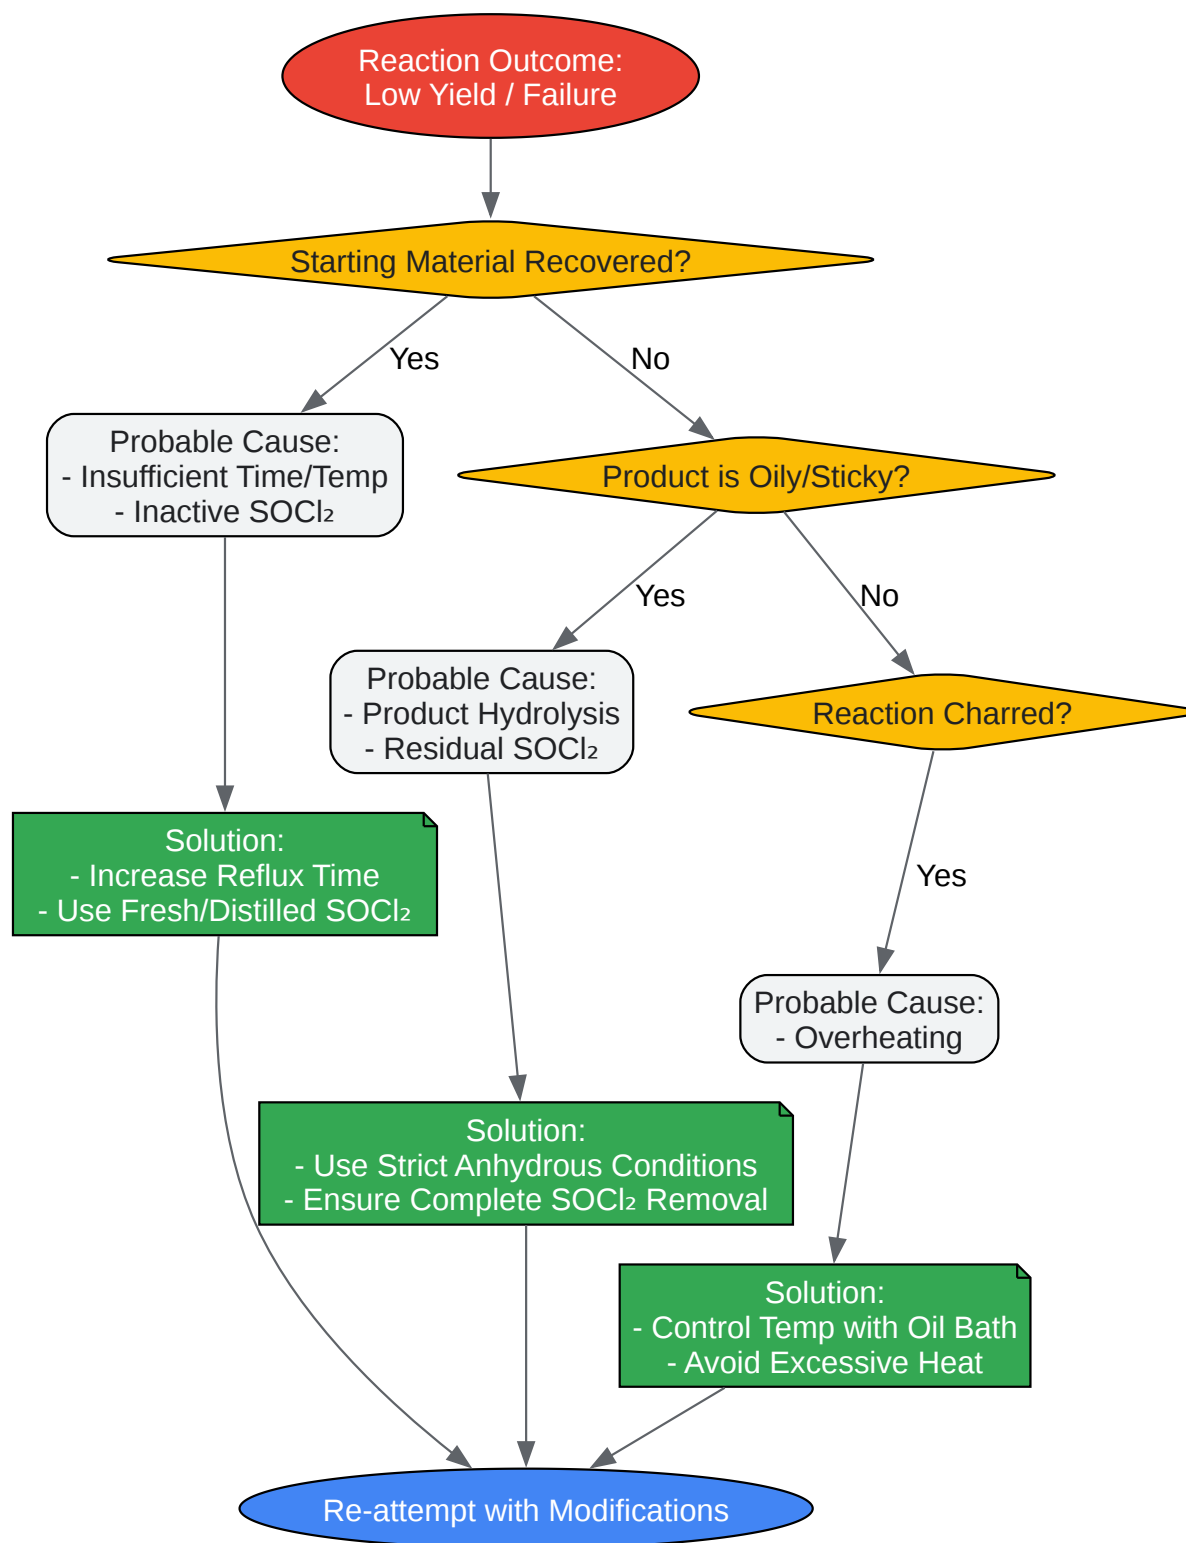 Reaction Outcome:
Low Yield / Failure
Starting Material Recovered?
Yes
No
Probable Cause:
- Insufficient Time/Temp
- Inactive SOCl₂
Product is Oily/Sticky?
Yes
No
Probable Cause:
- Product Hydrolysis
- Residual SOCl₂
Reaction Charred?
Solution:
- Increase Reflux Time
- Use Fresh/Distilled SOCl₂
Yes
Probable Cause:
- Overheating
Solution:
- Use Strict Anhydrous Conditions
- Ensure Complete SOCl₂ Removal
Solution:
- Control Temp with Oil Bath
- Avoid Excessive Heat
Re-attempt with Modifications